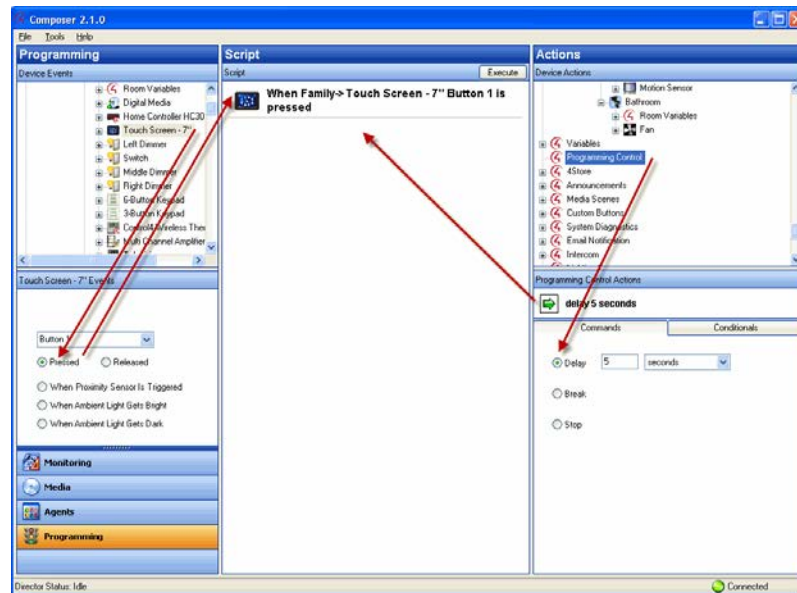 Composer 2.1.0
File Tools Help
Programming
Device Events
Room Variables
Digital Media
Home Controller HC30
Touch Screen - 7"
Left Dimmer
Switch
Middle Dimmer
Right Dimmer
6-Button Keypad
3-Button Keypad
Control4 Wireless Ther
Multi Channel Amplifier
Touch Screen - 7" Events
Button 1
Pressed Released
When Proximity Sensor Is Triggered
When Ambient Light Gets Bright
When Ambient Light Gets Dark
Monitoring
Media
Agents
Programming
Director Status: Idle
Script
Script Execute
When Family-> Touch Screen - 7" Button 1 is
pressed
Actions
Device Actions
Motion Sensor
Bathroom
Room Variables
Fan
Variables
Programming Control
4Store
Announcements
Media Scenes
Custom Buttons
System Diagnostics
Email Notification
Intercom
Programming Control Actions
delay 5 seconds
Commands Conditionals
Delay 5 seconds
Break
Stop
Connected